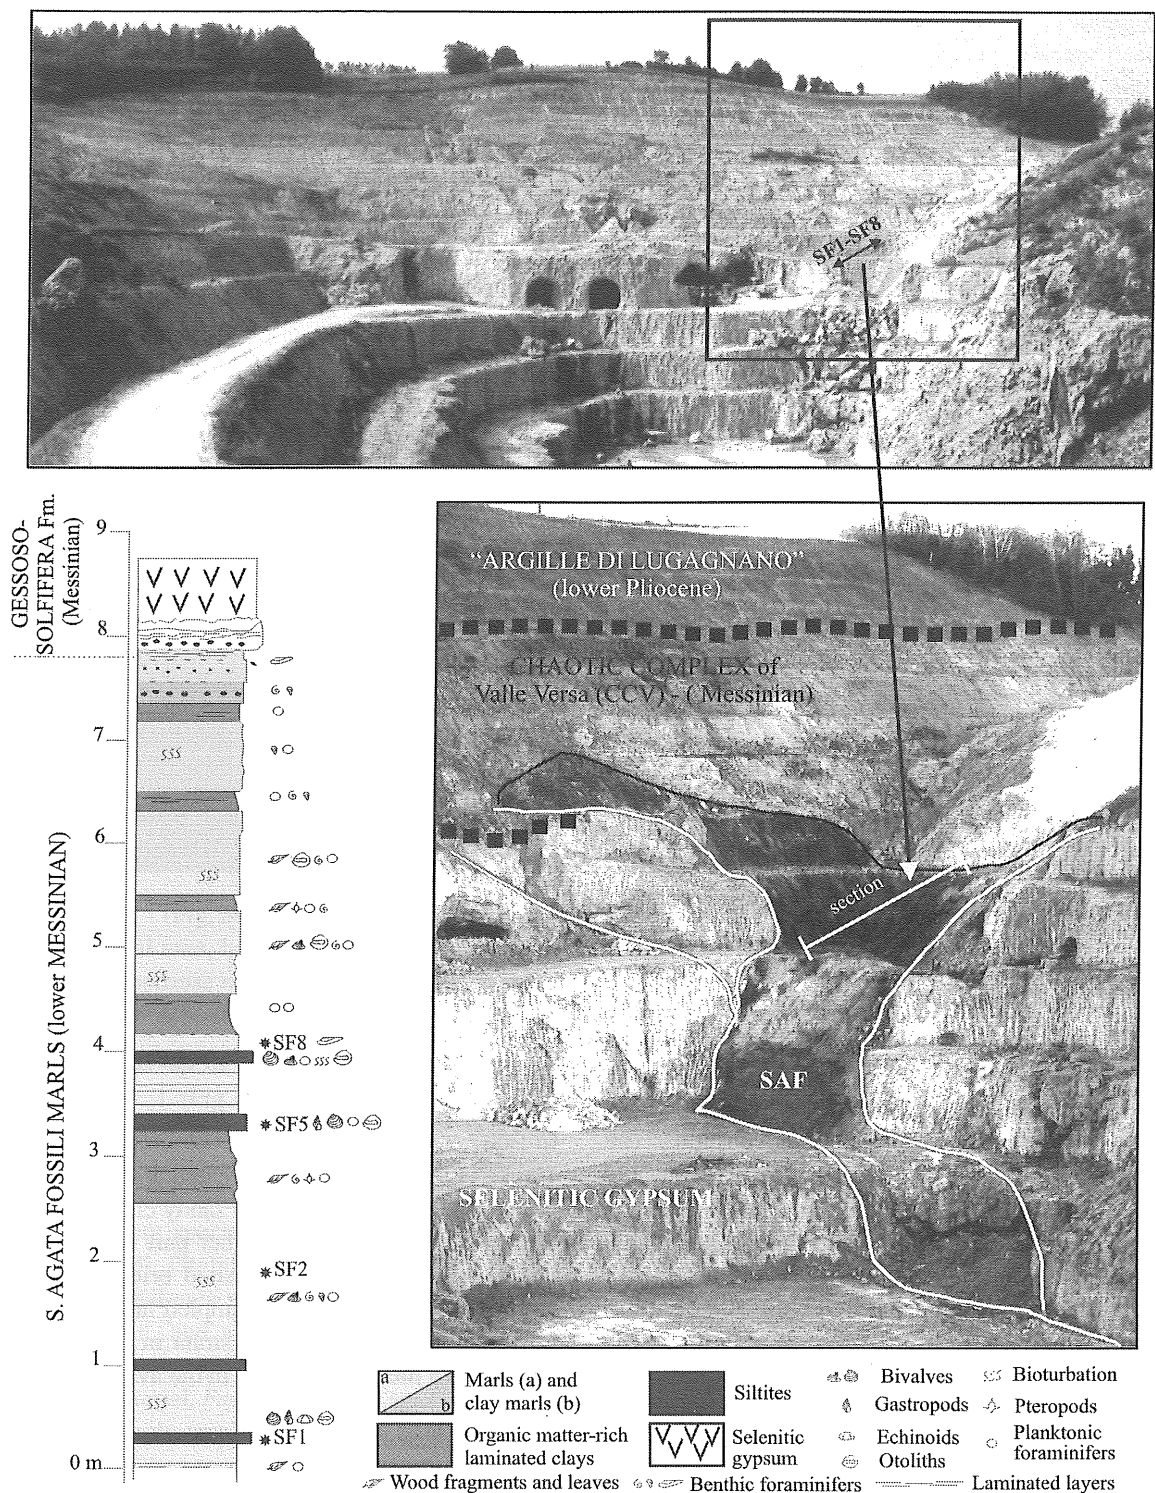 SF1-SF8
GESSOSO-
SOLFIFERA Fm.
(Messinian)
S. AGATA FOSSILI MARLS (lower MESSINIAN)
9
8
7
6
5
4
3
2
1
0 m
SF8
SF5
SF2
SF1
"ARGILLE DI LUGAGNANO"
(lower Pliocene)
CHAOTIC COMPLEX of
Valle Versa (CCV) - ( Messinian)
section
SAF
SELENITIC GYPSUM
a
b
Marls (a) and
clay marls (b)
Organic matter-rich
laminated clays
Siltites
Selenitic
gypsum
Bivalves
Gastropods
Echinoids
Otoliths
Bioturbation
Pteropods
Planktonic
foraminifers
Wood fragments and leaves
Benthic foraminifers
Laminated layers